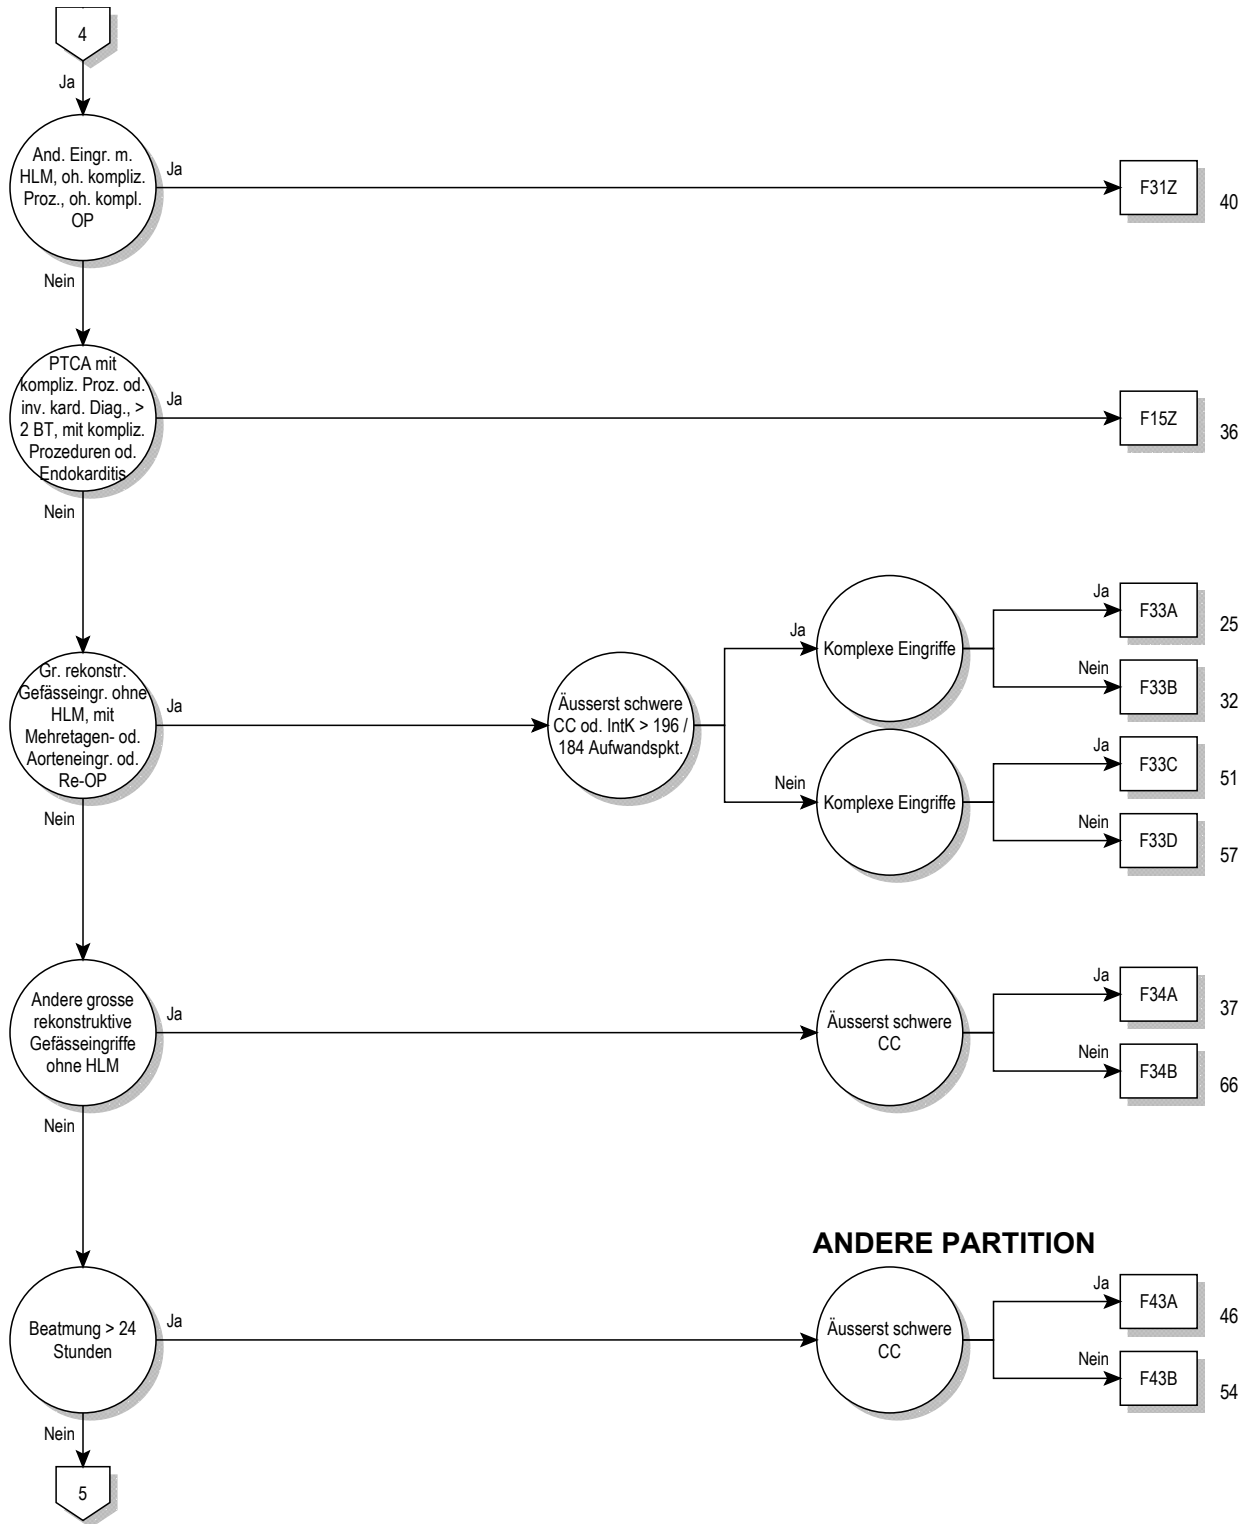 4
Ja
And. Eingr. m.
HLM, oh. kompliz.
Proz., oh. kompl.
OP
Ja
F31Z
40
Nein
PTCA mit
kompliz. Proz. od.
inv. kard. Diag., >
2 BT, mit kompliz.
Prozeduren od.
Endokarditis
Ja
F15Z
36
Nein
Gr. rekonstr.
Gefässeingr. ohne
HLM, mit
Mehretagen- od.
Aorteneingr. od.
Re-OP
Ja
Äusserst schwere
CC od. IntK > 196 /
184 Aufwandspkt.
Ja
Komplexe Eingriffe
Ja
F33A
25
Nein
F33B
32
Nein
Komplexe Eingriffe
Ja
F33C
51
Nein
F33D
57
Nein
Andere grosse
rekonstruktive
Gefässeingriffe
ohne HLM
Ja
Äusserst schwere
CC
Ja
F34A
37
Nein
F34B
66
Nein
ANDERE PARTITION
Beatmung > 24
Stunden
Ja
Äusserst schwere
CC
Ja
F43A
46
Nein
F43B
54
Nein
5